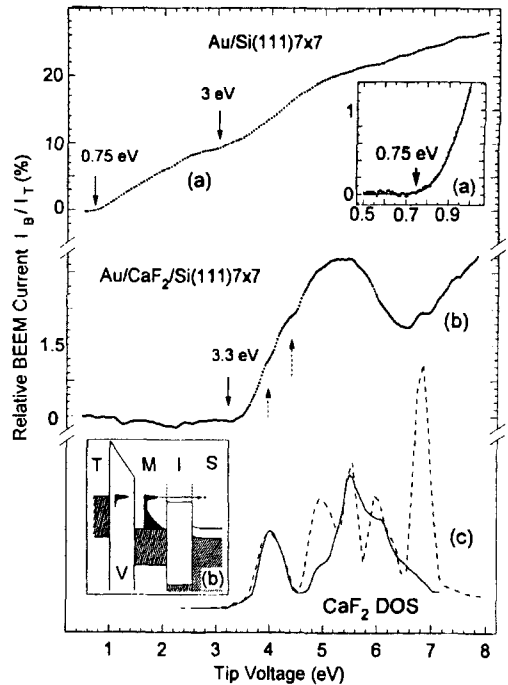 Relative BEEM Current I_B / I_T (%)
Au/Si(111)7x7
20
10
0
0.75 eV
3 eV
(a)
1
0
0.75 eV
(a)
0.5 0.7 0.9
Au/CaF₂/Si(111)7x7
1.5
0
3.3 eV
(b)
T M I S
V
(b)
(c)
CaF₂ DOS
1 2 3 4 5 6 7 8
Tip Voltage (eV)